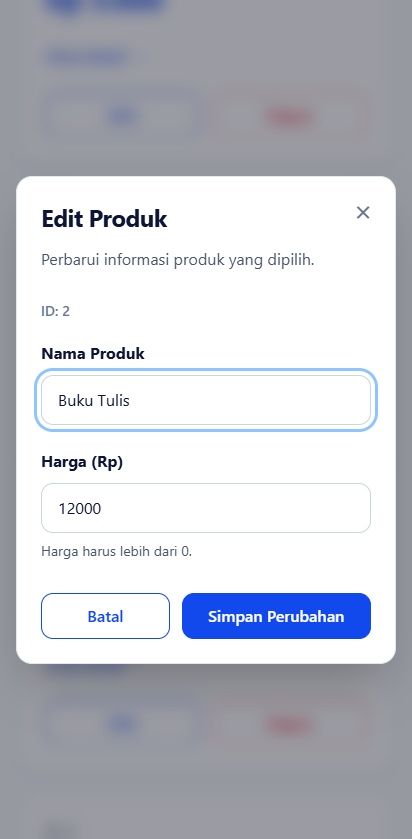 Edit Produk
Perbarui informasi produk yang dipilih.
ID: 2
Nama Produk
Buku Tulis
Harga (Rp)
12000
Harga harus lebih dari 0.
Batal
Simpan Perubahan